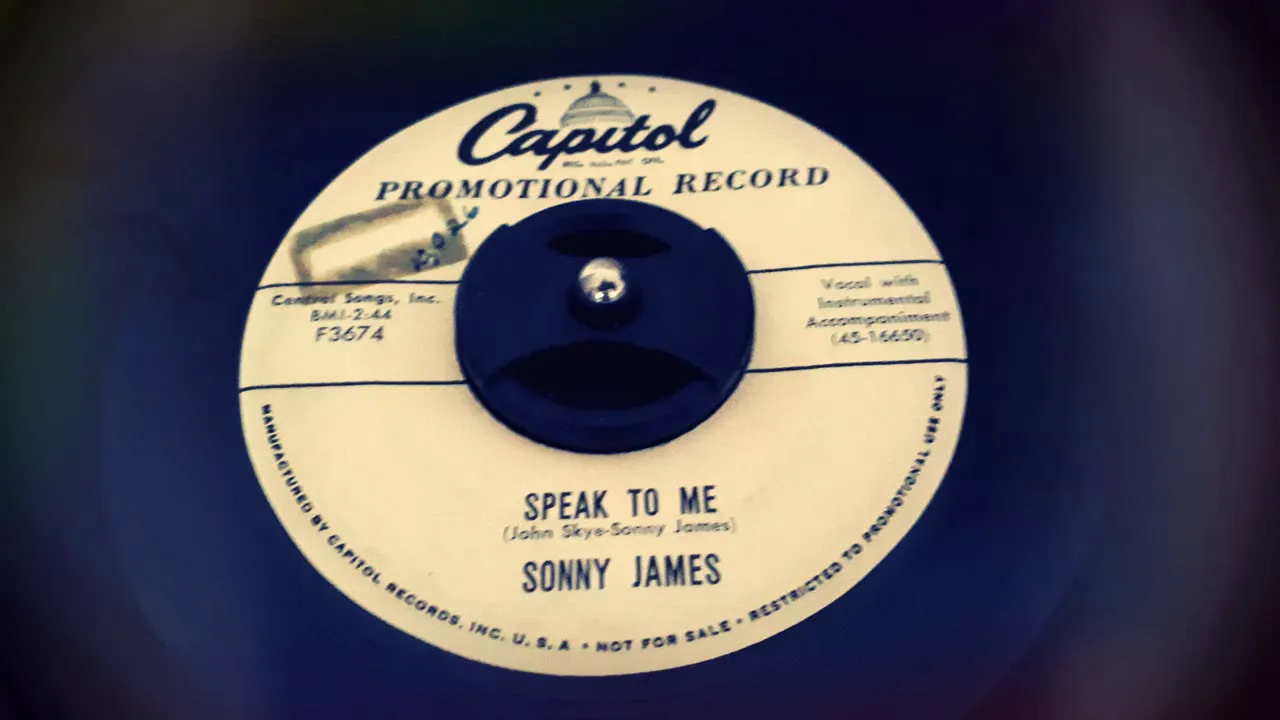 Capitol
PROMOTIONAL RECORD
Central Songs, Inc.
BMI-2:44
F3674
Vocal with
Instrumental
Accompaniment
(45-16650)
SPEAK TO ME
(John Skye-Sonny James)
SONNY JAMES
MANUFACTURED BY CAPITOL RECORDS, INC. U. S. A • NOT FOR SALE • RESTRICTED TO PROMOTIONAL USE ONLY